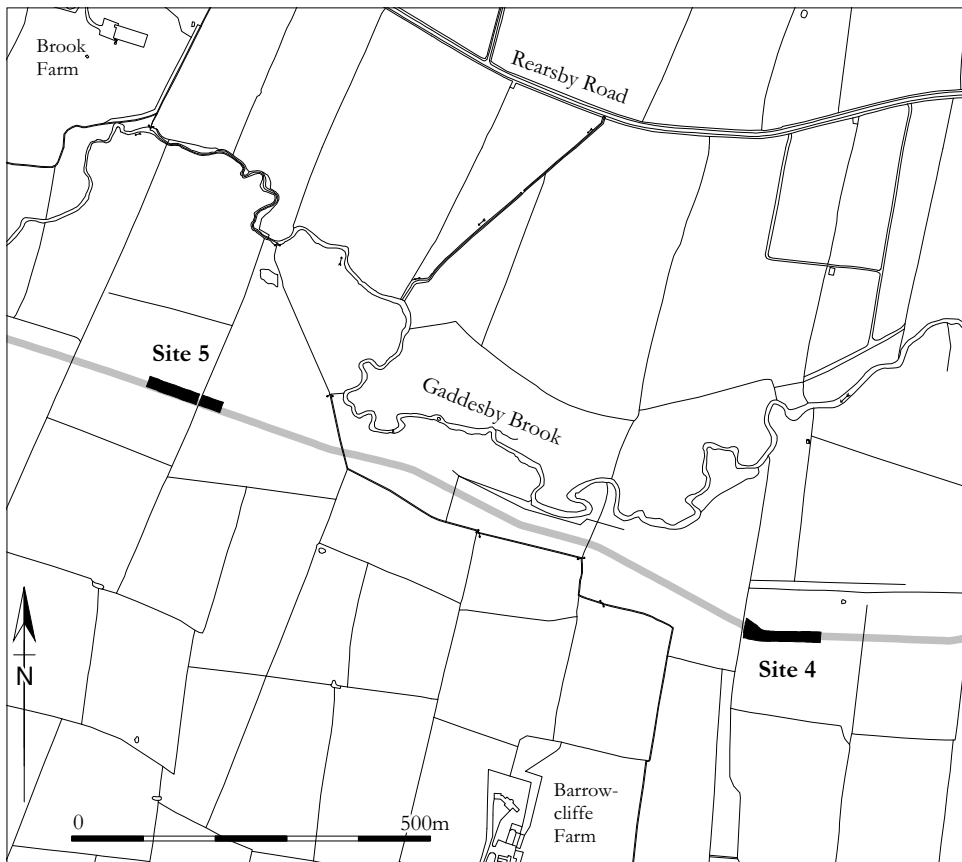 Brook
Farm
Rearsby Road
Site 5
Gaddesby Brook
Site 4
N
Barrow-
cliffe
Farm
0 500m